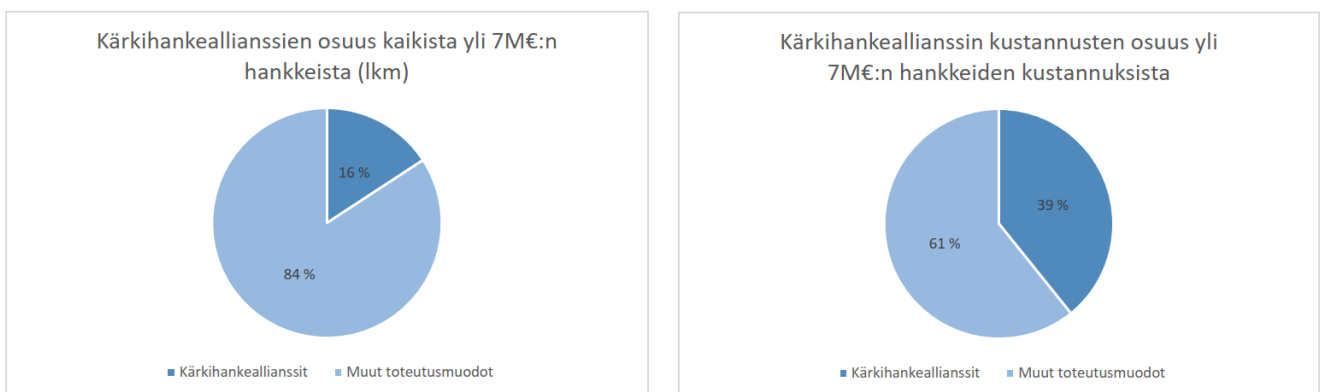 Kärkihankeallianssien osuus kaikista yli 7M€:n
hankkeista (lkm)
16 %
84 %
Kärkihankeallianssit
Muut toteutusmuodot
Kärkihankeallianssin kustannusten osuus yli
7M€:n hankkeiden kustannuksista
39 %
61 %
Kärkihankeallianssit
Muut toteutusmuodot